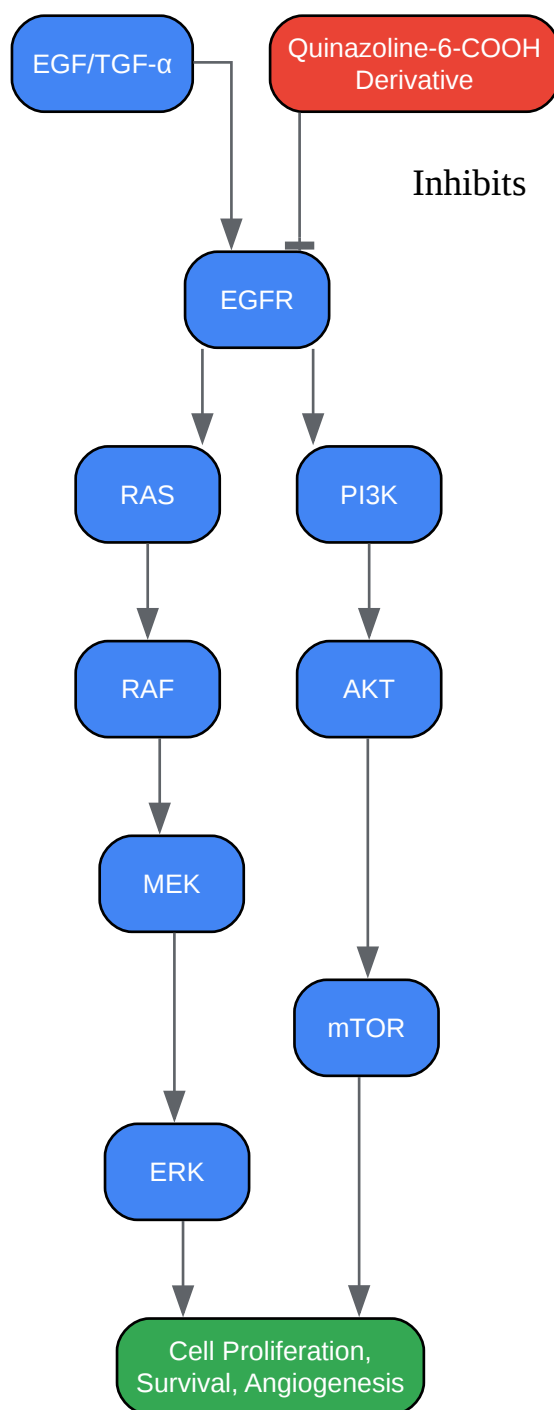 EGF/TGF-α
Quinazoline-6-COOH
Derivative
Inhibits
EGFR
RAS
PI3K
RAF
AKT
MEK
mTOR
ERK
Cell Proliferation,
Survival, Angiogenesis